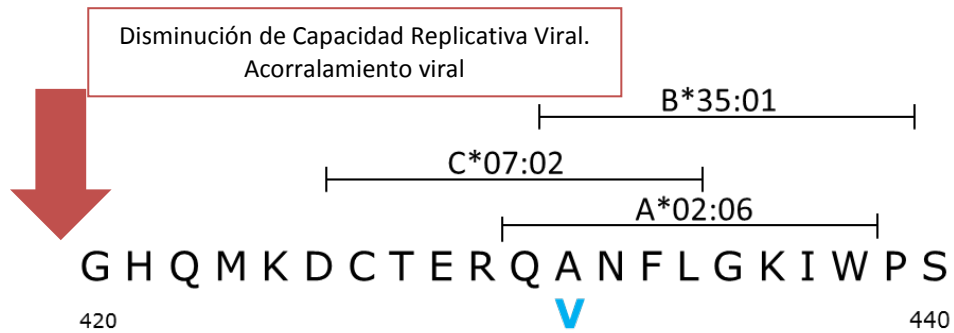 Disminución de Capacidad Replicativa Viral.
Acorralamiento viral
B*35:01
C*07:02
A*02:06
G H Q M K D C T E R Q A N F L G K I W P S
420 V 440